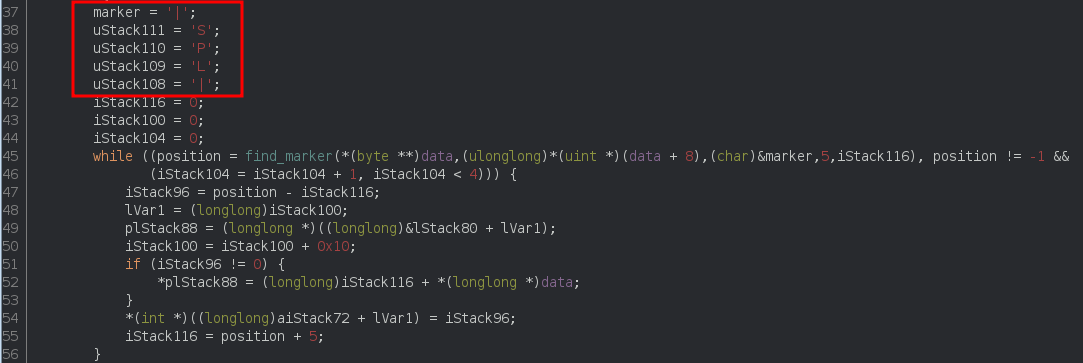 37 marker = '|';
38 uStack111 = 'S';
39 uStack110 = 'P';
40 uStack109 = 'L';
41 uStack108 = '|';
42 iStack116 = 0;
43 iStack100 = 0;
44 iStack104 = 0;
45 while ((position = find_marker(*(byte **)data,(ulonglong)*(uint *)(data + 8),(char)&marker,5,iStack116), position != -1 &&
46 (iStack104 = iStack104 + 1, iStack104 < 4))) {
47 iStack96 = position - iStack116;
48 lVar1 = (longlong)iStack100;
49 plStack88 = (longlong *)((longlong)&lStack80 + lVar1);
50 iStack100 = iStack100 + 0x10;
51 if (iStack96 != 0) {
52 *plStack88 = (longlong)iStack116 + *(longlong *)data;
53 }
54 *(int *)((longlong)aiStack72 + lVar1) = iStack96;
55 iStack116 = position + 5;
56 }